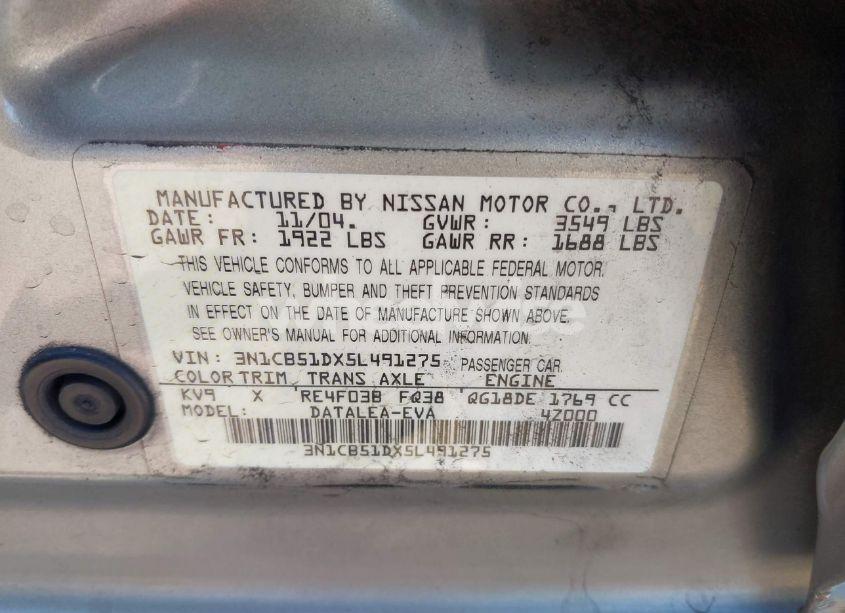 MANUFACTURED BY NISSAN MOTOR CO., LTD.
DATE: 11/04. GVWR: 3549 LBS
GAWR FR: 1922 LBS GAWR RR: 1688 LBS
THIS VEHICLE CONFORMS TO ALL APPLICABLE FEDERAL MOTOR
VEHICLE SAFETY, BUMPER AND THEFT PREVENTION STANDARDS
IN EFFECT ON THE DATE OF MANUFACTURE SHOWN ABOVE.
SEE OWNER'S MANUAL FOR ADDITIONAL INFORMATION.
VIN: 3N1CB51DX5L491275 PASSENGER CAR
COLOR TRIM TRANS AXLE ENGINE
KV9 X RE4F03B FQ38 QG18DE 1769 CC
MODEL: DATALEA-EVA 4Z000
3N1CB51DX5L491275